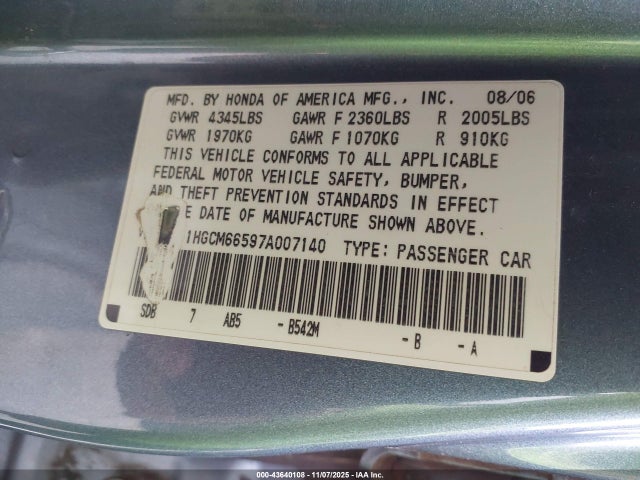 MFD. BY HONDA OF AMERICA MFG., INC. 08/06
GVWR 4345LBS GAWR F 2360LBS R 2005LBS
GVWR 1970KG GAWR F 1070KG R 910KG
THIS VEHICLE CONFORMS TO ALL APPLICABLE
FEDERAL MOTOR VEHICLE SAFETY, BUMPER,
AND THEFT PREVENTION STANDARDS IN EFFECT
DATE OF MANUFACTURE SHOWN ABOVE.
1HGCM66597A007140 TYPE: PASSENGER CAR
SDB 7 AB5 - B542M - B - A
000-43640108 - 11/07/2025 - IAA Inc.